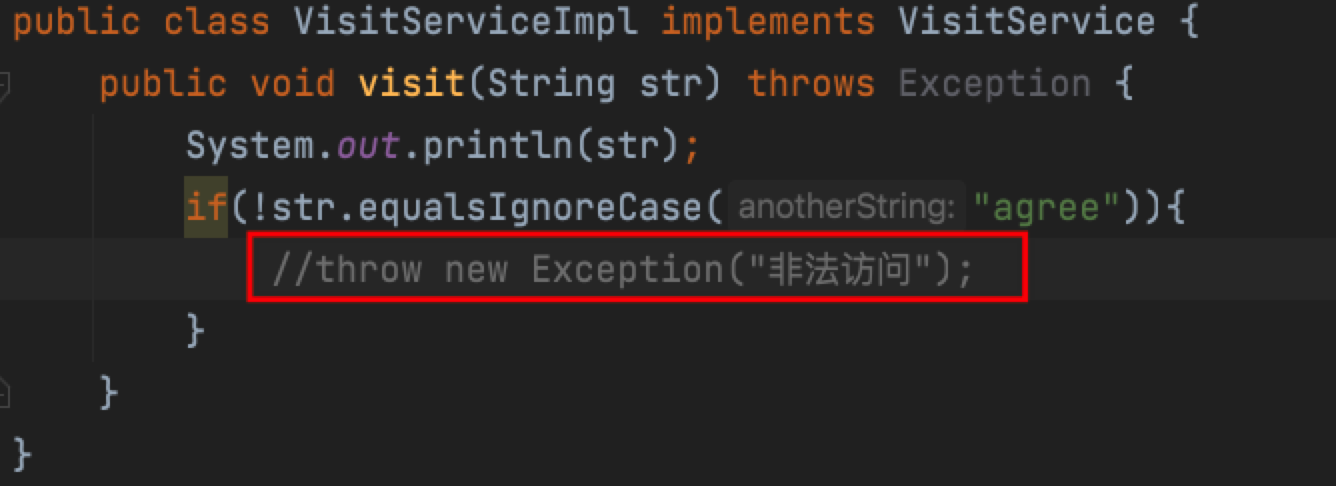 public class VisitServiceImpl implements VisitService {
public void visit(String str) throws Exception {
System.out.println(str);
if(!str.equalsIgnoreCase( anotherString: "agree")){
//throw new Exception("非法访问");
}
}
}